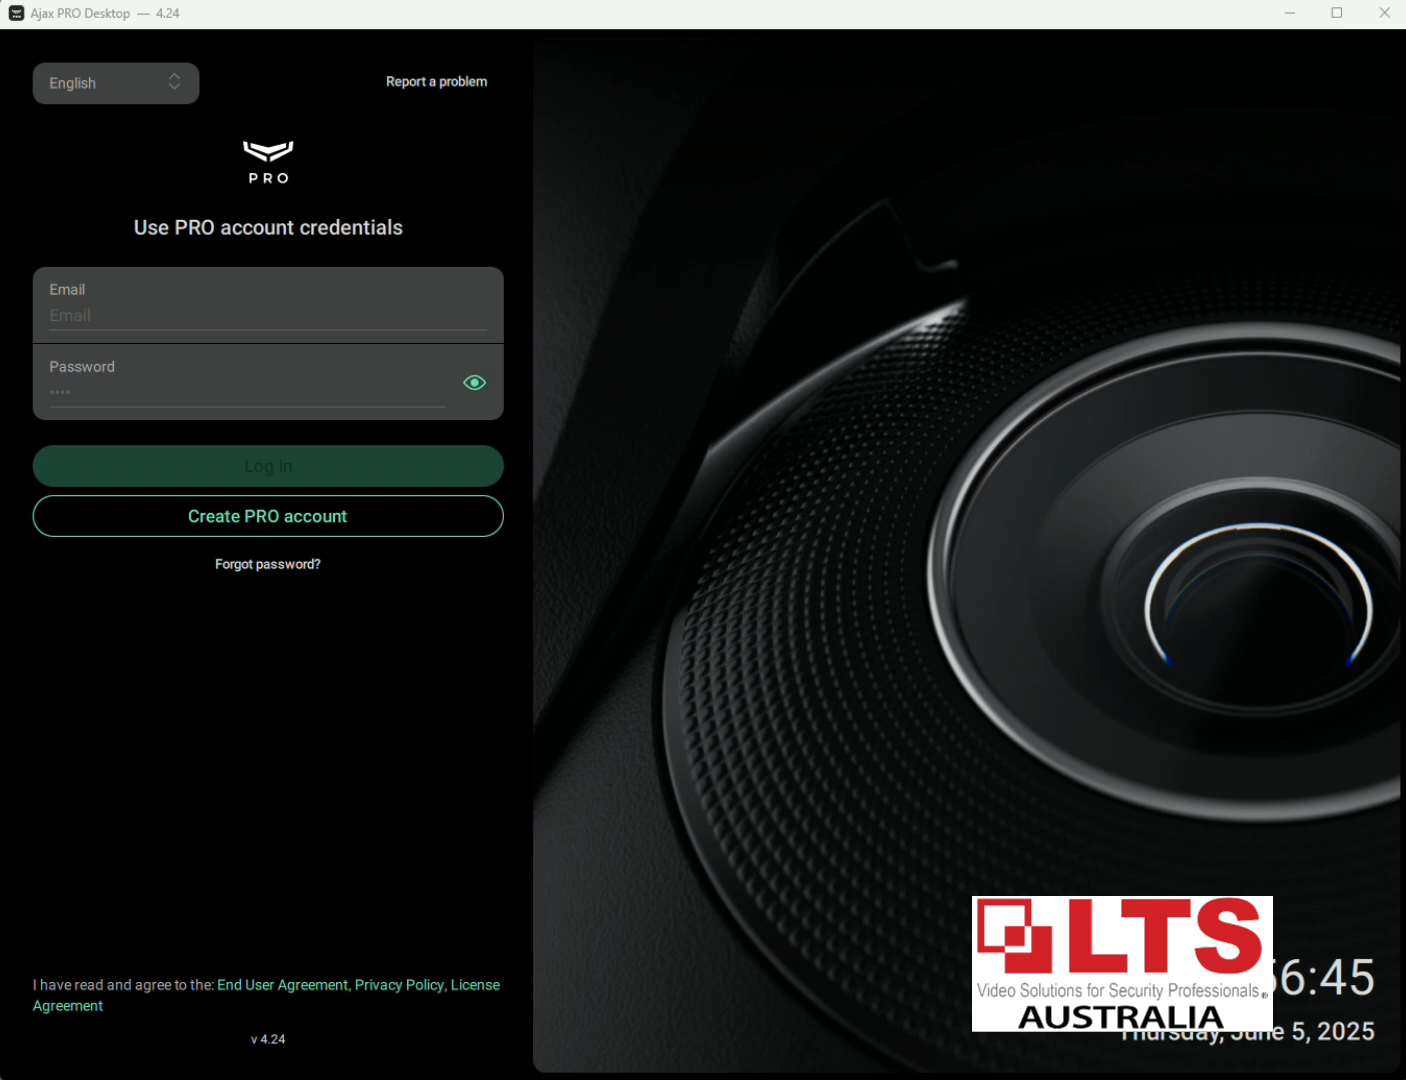 Ajax PRO Desktop — 4.24
English
Report a problem
PRO
Use PRO account credentials
Email
Email
Password
Log in
Create PRO account
Forgot password?
I have read and agree to the: End User Agreement, Privacy Policy, License
Agreement
v 4.24
LTS
Video Solutions for Security Professionals®
AUSTRALIA
:45
Thursday, June 5, 2025